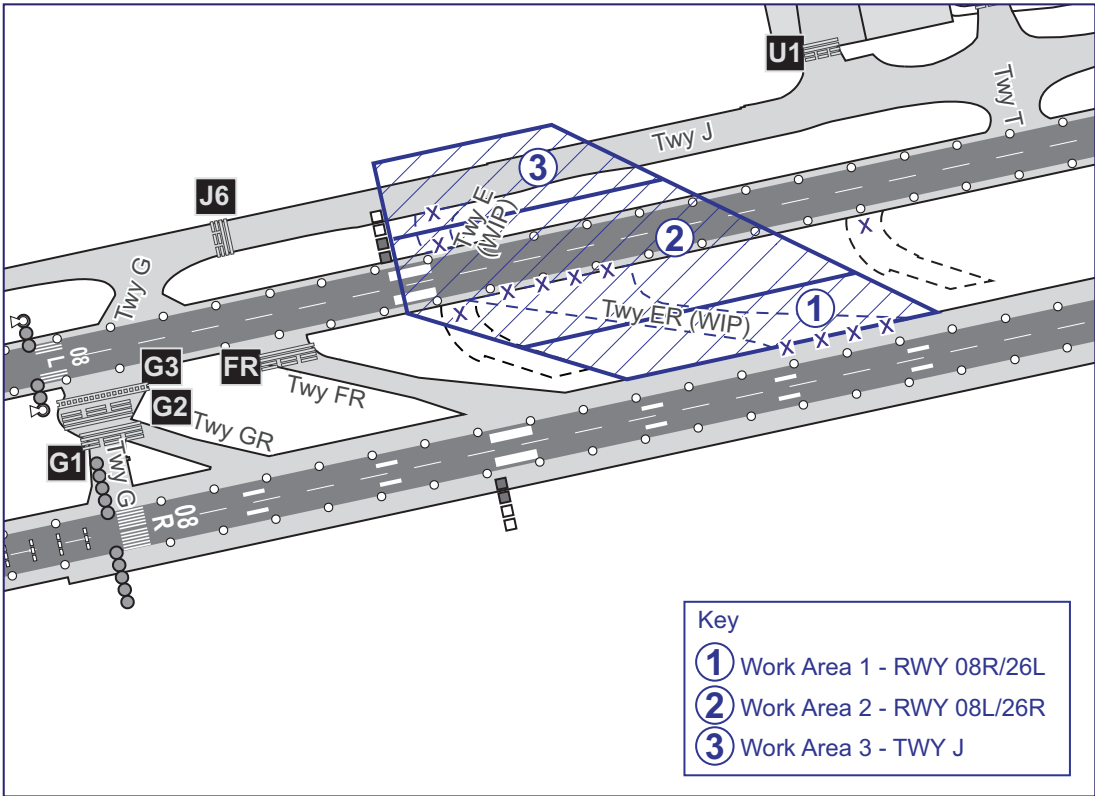 U1
Twy J
Twy T
3
J6
Twy E
(WIP)
2
Twy G
Twy ER (WIP)
1
08
L
G3
FR
G2
Twy FR
Twy GR
G1
Twy G
08
R
Key
1 Work Area 1 - RWY 08R/26L
2 Work Area 2 - RWY 08L/26R
3 Work Area 3 - TWY J